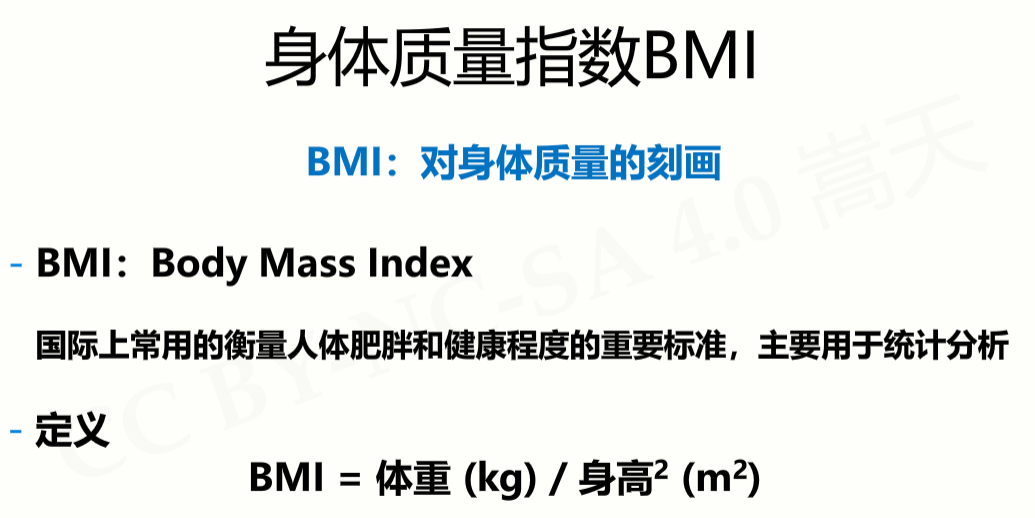 身体质量指数BMI
BMI：对身体质量的刻画
- BMI：Body Mass Index
国际上常用的衡量人体肥胖和健康程度的重要标准，主要用于统计分析
- 定义
BMI = 体重 (kg) / 身高² (m²)
CC BY-NC-SA 4.0 嵩天